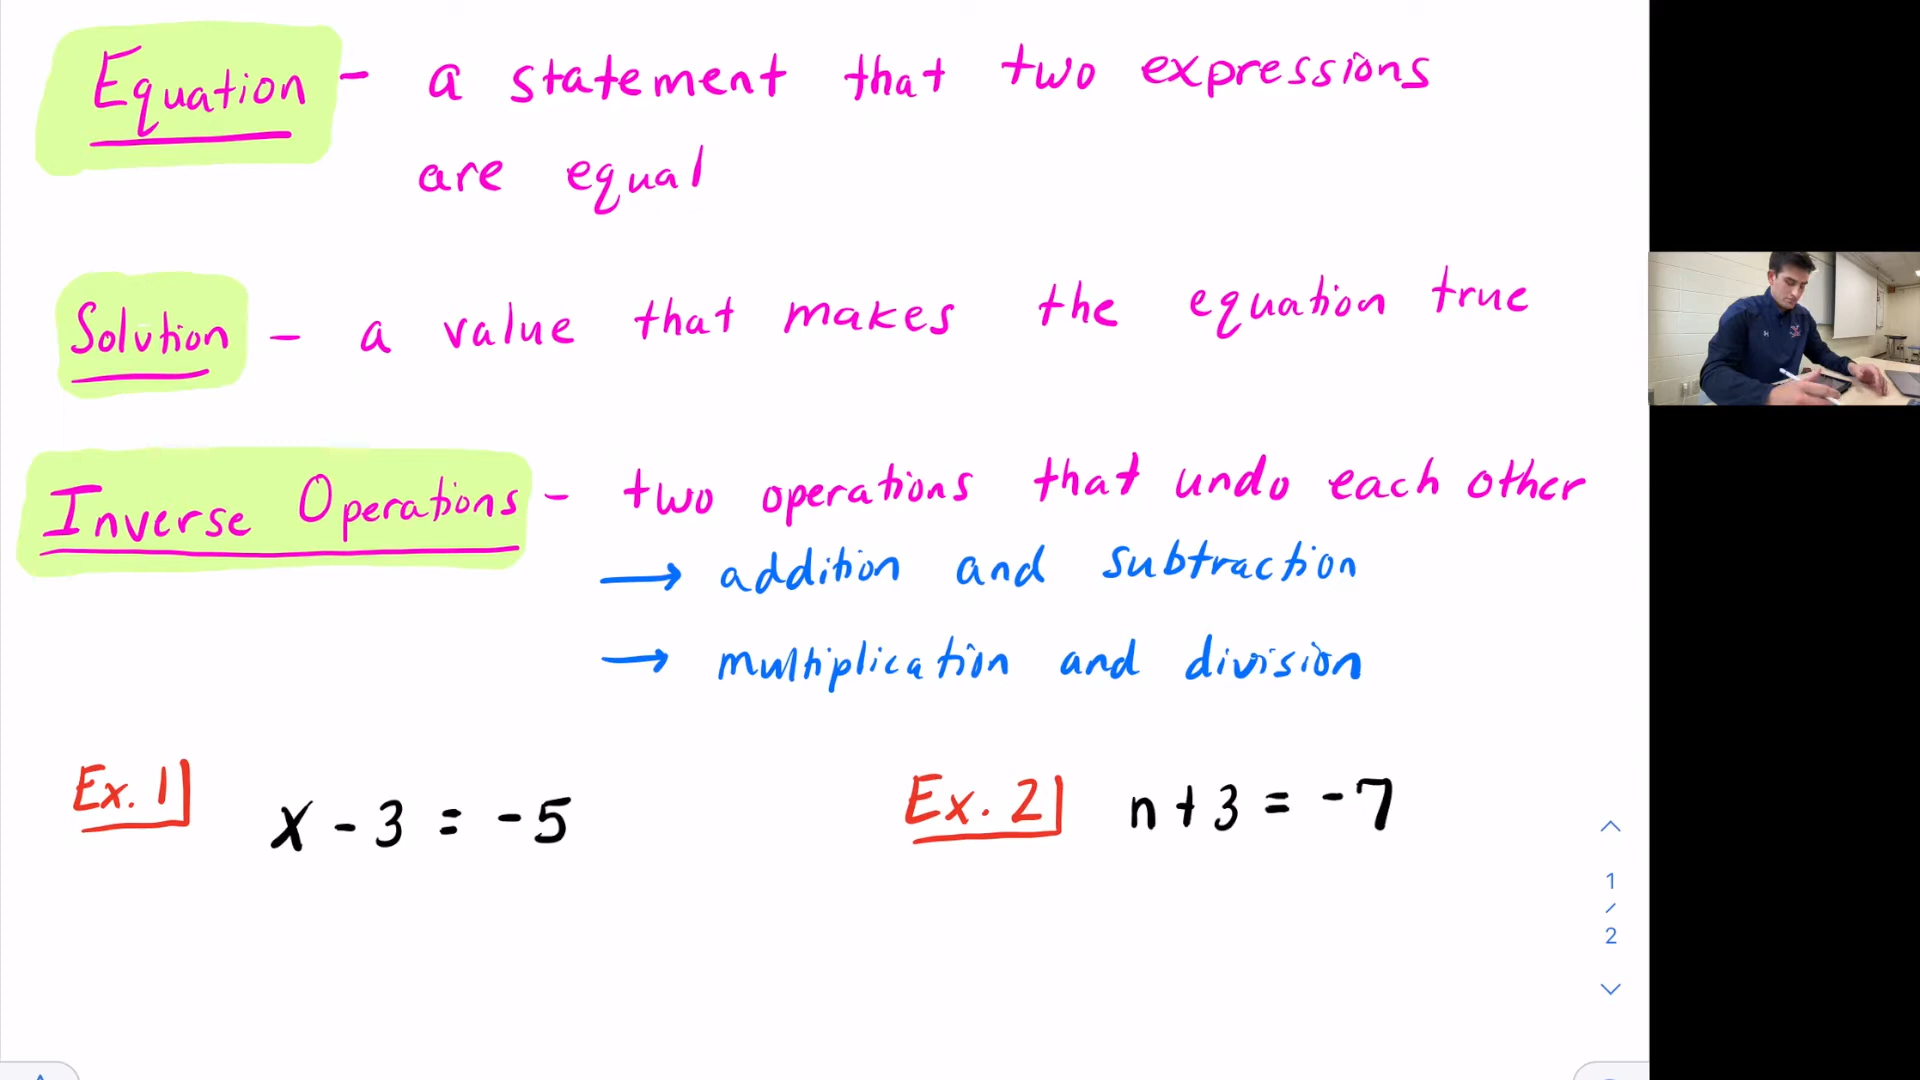 Equation - a statement that two expressions
are equal
Solution - a value that makes the equation true
Inverse Operations - two operations that undo each other
→ addition and subtraction
→ multiplication and division
Ex. 1 x - 3 = -5
Ex. 2 n + 3 = -7
1
/
2